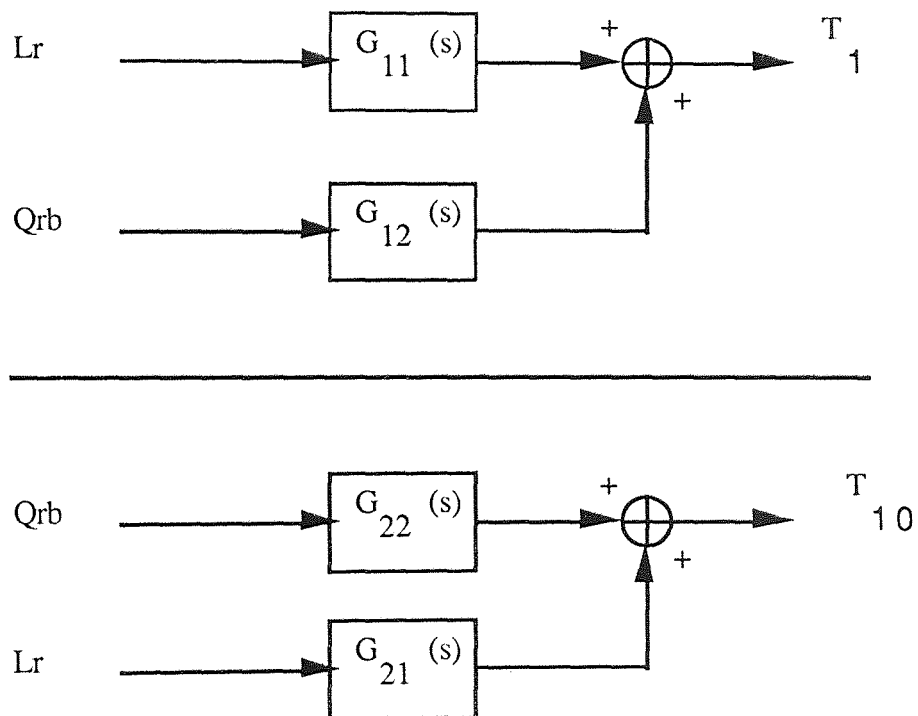 Lr
G11 (s)
+
T1
+
Qrb
G12 (s)
Qrb
G22 (s)
+
T10
+
Lr
G21 (s)